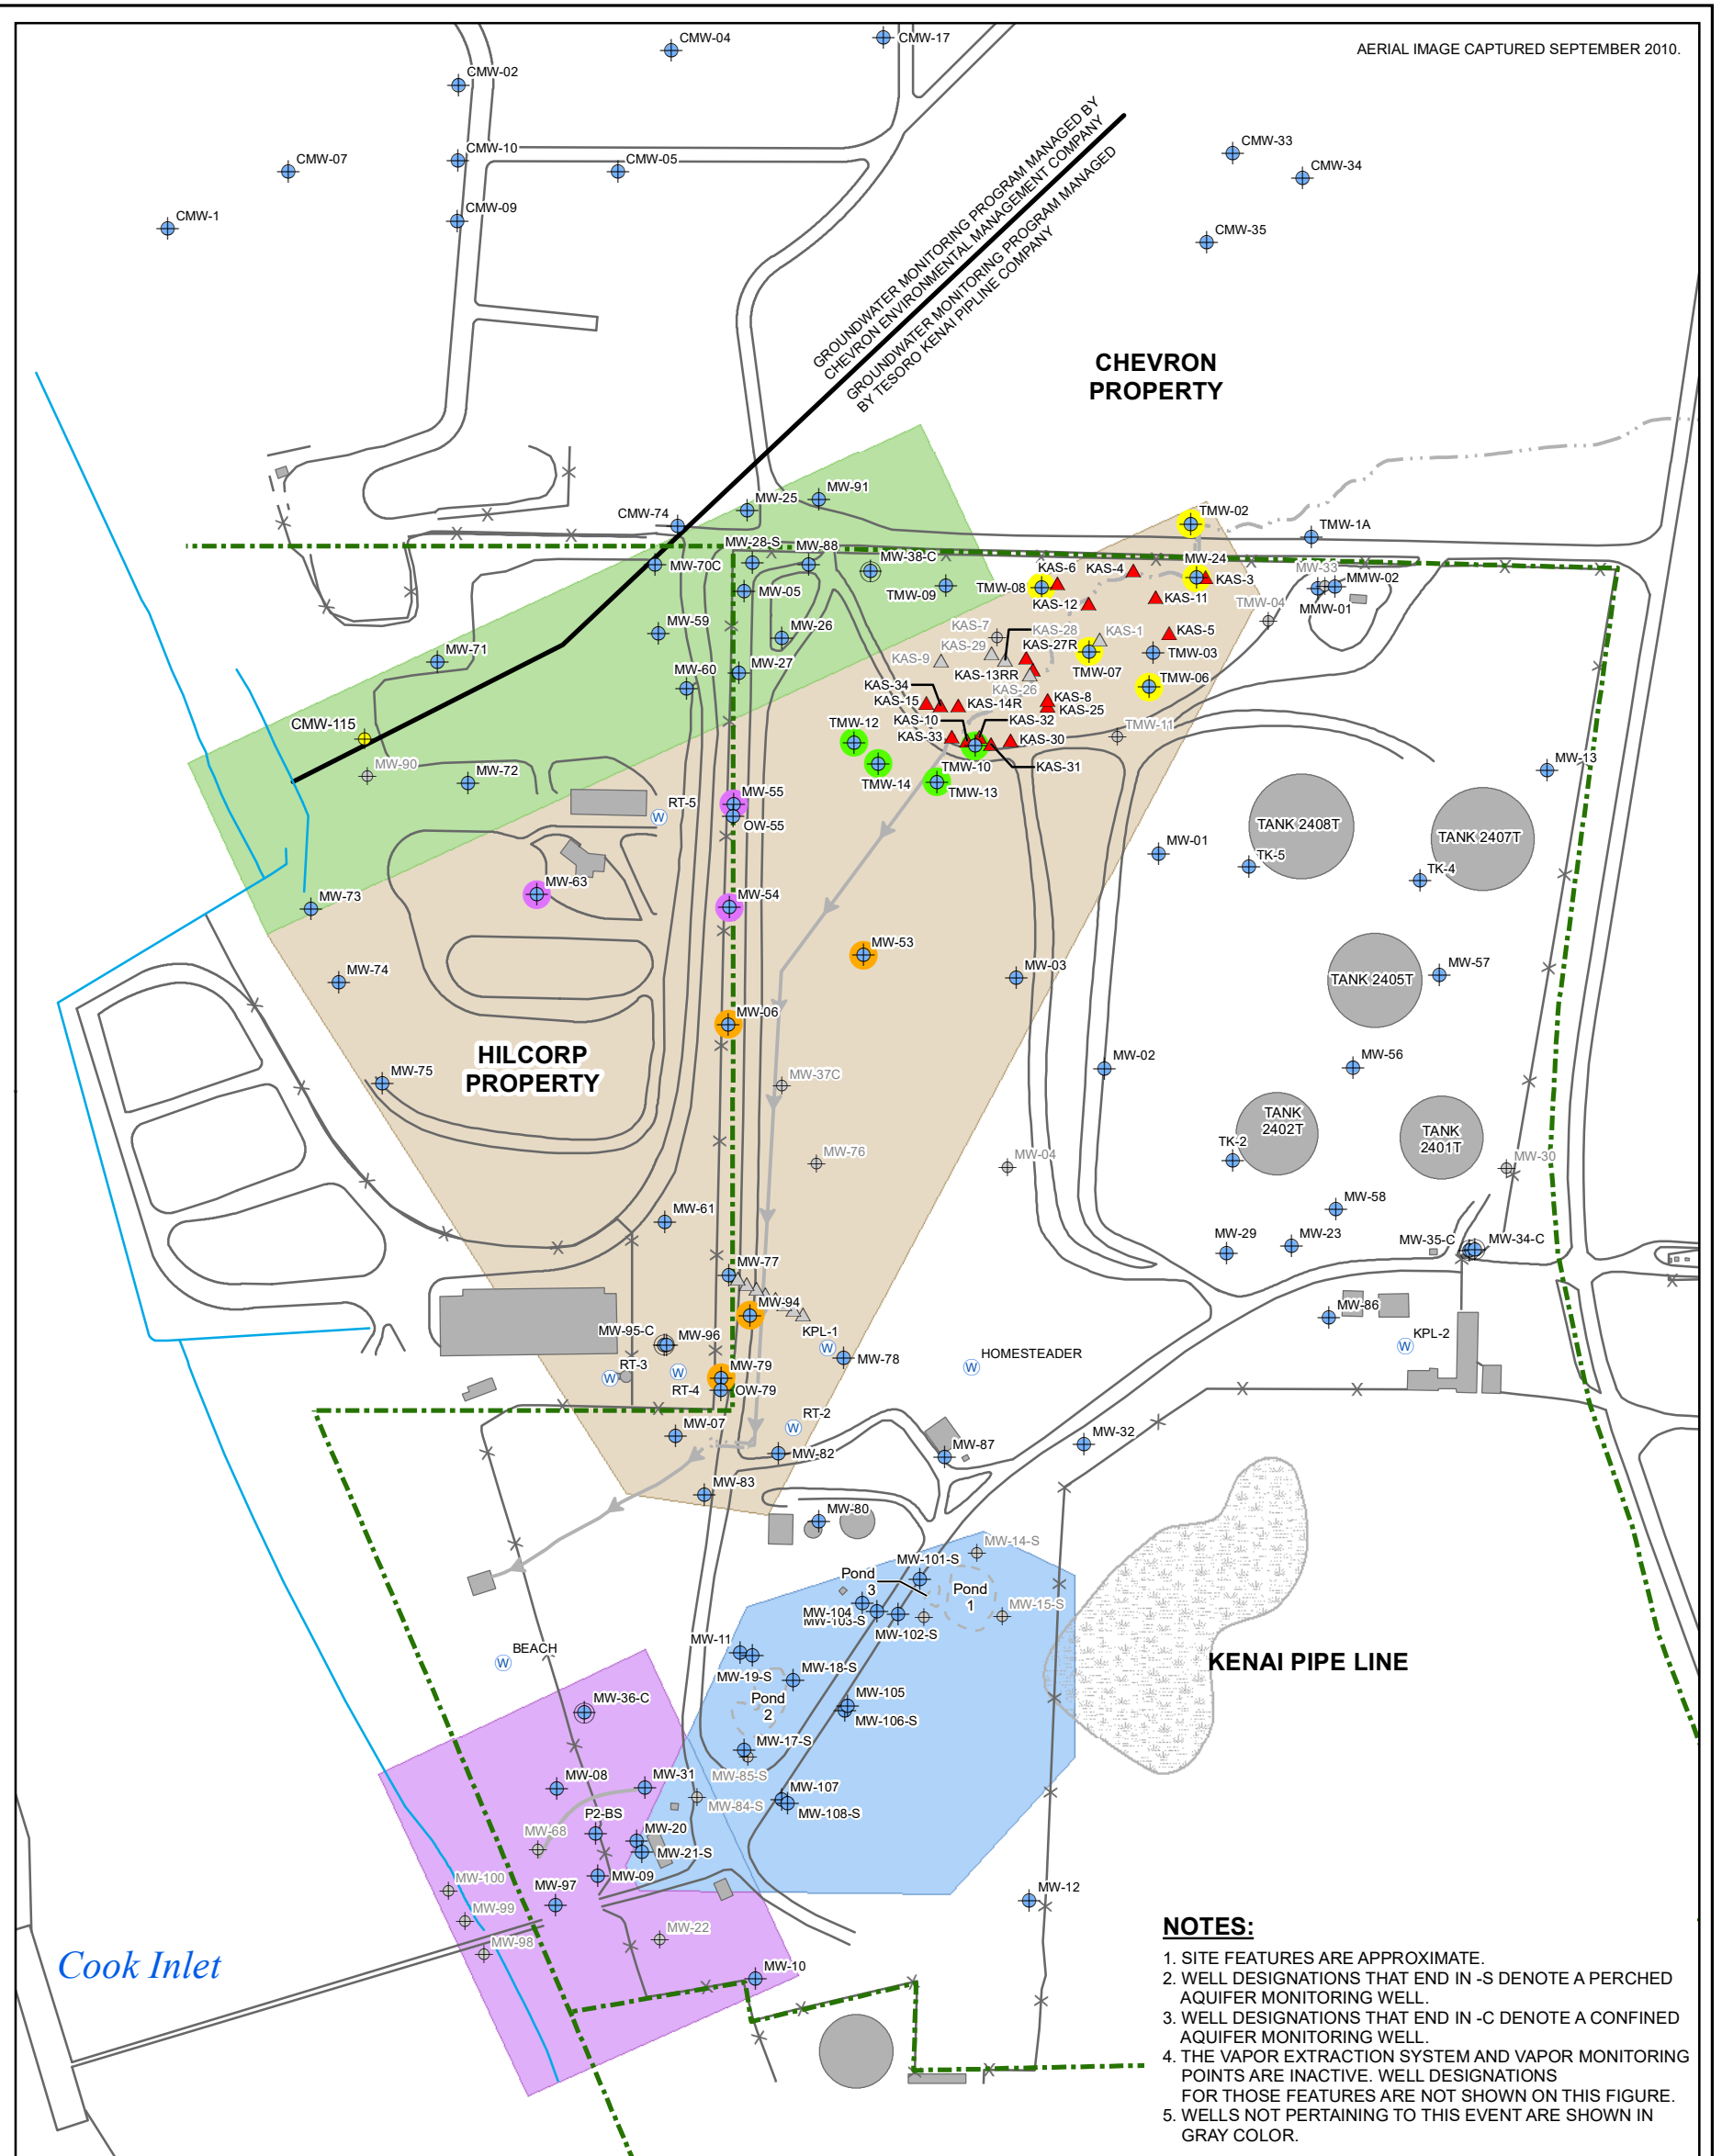 AERIAL IMAGE CAPTURED SEPTEMBER 2010.
CMW-04
CMW-17
CMW-02
CMW-10
CMW-07
CMW-05
CMW-33
CMW-34
CMW-1
CMW-09
CMW-35
GROUNDWATER MONITORING PROGRAM MANAGED BY
CHEVRON ENVIRONMENTAL MANAGEMENT COMPANY
GROUNDWATER MONITORING PROGRAM MANAGED
BY TESORO KENAI PIPLINE COMPANY
CHEVRON
PROPERTY
MW-91
MW-25
CMW-74
TMW-02
TMW-1A
MW-28-S
MW-88
MW-38-C
MW-70C
MW-05
TMW-09
KAS-6
KAS-4
MW-24
KAS-3
TMW-08
KAS-12
KAS-11
MW-33
MMW-02
MMW-01
TMW-04
MW-59
MW-26
KAS-7
KAS-28
KAS-1
KAS-5
KAS-29
KAS-27R
KAS-9
TMW-03
MW-71
MW-27
MW-60
KAS-13RR
TMW-07
KAS-26
TMW-06
KAS-34
KAS-15
KAS-14R
KAS-8
KAS-25
KAS-10
KAS-32
TMW-12
KAS-33
KAS-30
TMW-11
CMW-115
MW-90
MW-72
TMW-14
TMW-10
KAS-31
TMW-13
MW-13
MW-55
RT-5
W
OW-55
TANK 2408T
TANK 2407T
MW-01
TK-5
TK-4
MW-63
MW-54
MW-73
MW-53
MW-74
MW-03
TANK 2405T
MW-57
MW-06
HILCORP
PROPERTY
MW-75
MW-37C
MW-02
MW-56
TANK
2402T
TANK
2401T
TK-2
MW-76
MW-04
MW-30
MW-61
MW-58
MW-29
MW-23
MW-35-C
MW-34-C
MW-77
MW-94
KPL-1
W
MW-86
KPL-2
W
MW-95-C
MW-96
MW-78
HOMESTEADER
W
RT-3
W
W
RT-4
MW-79
OW-79
RT-2
W
MW-07
MW-82
MW-87
MW-32
MW-83
MW-80
MW-14-S
MW-101-S
Pond
3
Pond
1
MW-104
MW-103-S
MW-102-S
MW-15-S
BEACH
W
MW-11
MW-19-S
MW-18-S
KENAI PIPE LINE
Pond
2
MW-36-C
MW-105
MW-106-S
MW-17-S
MW-85-S
MW-08
MW-31
MW-84-S
MW-107
MW-108-S
P2-BS
MW-20
MW-68
MW-21-S
MW-100
MW-09
MW-97
MW-99
MW-98
MW-22
MW-12
MW-10
Cook Inlet
NOTES:
1. SITE FEATURES ARE APPROXIMATE.
2. WELL DESIGNATIONS THAT END IN -S DENOTE A PERCHED
AQUIFER MONITORING WELL.
3. WELL DESIGNATIONS THAT END IN -C DENOTE A CONFINED
AQUIFER MONITORING WELL.
4. THE VAPOR EXTRACTION SYSTEM AND VAPOR MONITORING
POINTS ARE INACTIVE. WELL DESIGNATIONS
FOR THOSE FEATURES ARE NOT SHOWN ON THIS FIGURE.
5. WELLS NOT PERTAINING TO THIS EVENT ARE SHOWN IN
GRAY COLOR.